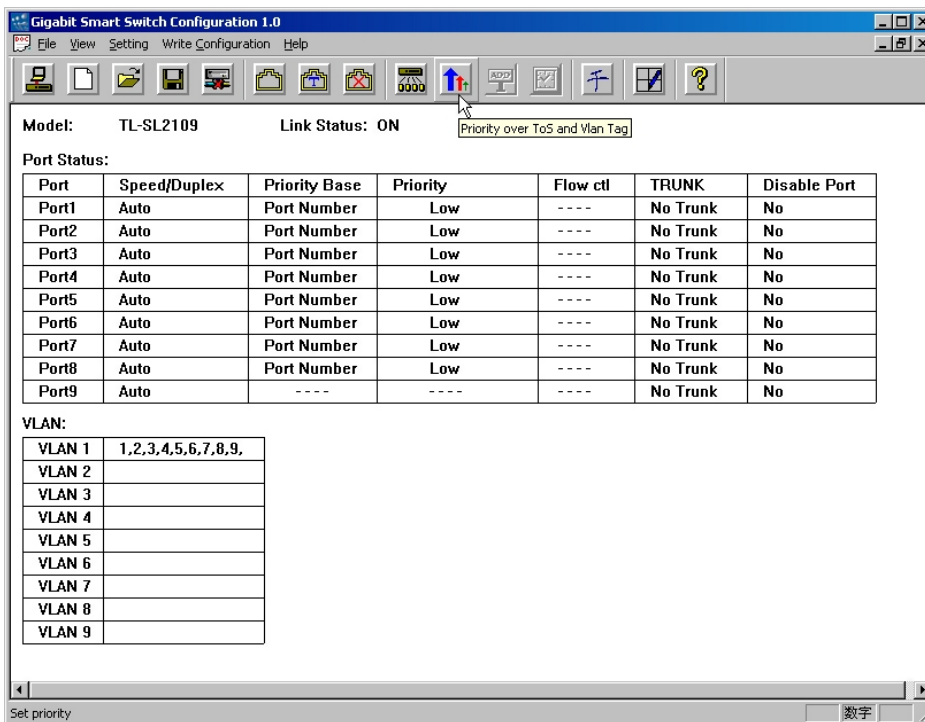 Gigabit Smart Switch Configuration 1.0
DOC File View Setting Write Configuration Help
T ADD 千 ?
Model: TL-SL2109 Link Status: ON
Priority over ToS and Vlan Tag
Port Status:
Port Speed/Duplex Priority Base Priority Flow ctl TRUNK Disable Port
Port1 Auto Port Number Low ---- No Trunk No
Port2 Auto Port Number Low ---- No Trunk No
Port3 Auto Port Number Low ---- No Trunk No
Port4 Auto Port Number Low ---- No Trunk No
Port5 Auto Port Number Low ---- No Trunk No
Port6 Auto Port Number Low ---- No Trunk No
Port7 Auto Port Number Low ---- No Trunk No
Port8 Auto Port Number Low ---- No Trunk No
Port9 Auto ---- ---- ---- No Trunk No
VLAN:
VLAN 1 1,2,3,4,5,6,7,8,9,
VLAN 2
VLAN 3
VLAN 4
VLAN 5
VLAN 6
VLAN 7
VLAN 8
VLAN 9
Set priority 数字